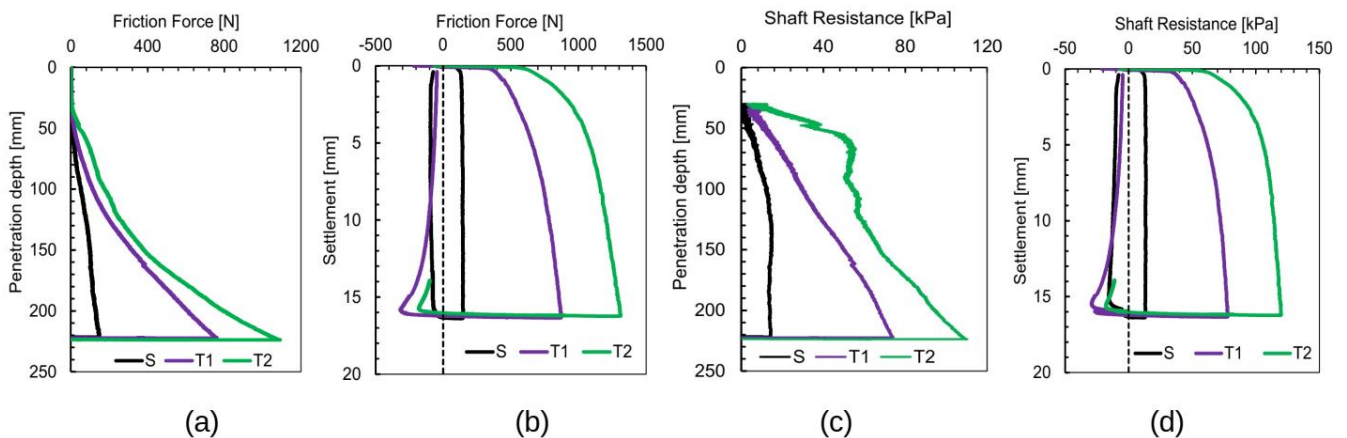 Friction Force [N]
0 400 800 1200
Penetration depth [mm]
0
50
100
150
200
250
S T1 T2
(a)
Friction Force [N]
-500 0 500 1000 1500
Settlement [mm]
0
5
10
15
20
S T1 T2
(b)
Shaft Resistance [kPa]
0 40 80 120
Penetration depth [mm]
0
50
100
150
200
250
S T1 T2
(c)
Shaft Resistance [kPa]
-50 0 50 100 150
Settlement [mm]
0
5
10
15
20
S T1 T2
(d)